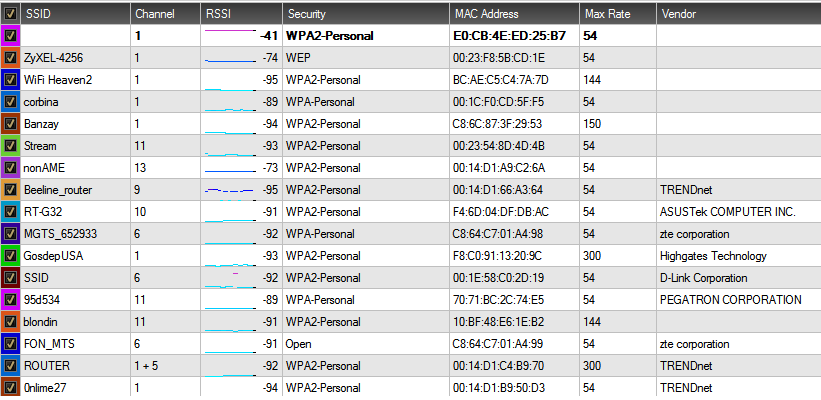 SSID Channel RSSI Security MAC Address Max Rate Vendor
1 -41 WPA2-Personal E0:CB:4E:ED:25:B7 54
ZyXEL-4256 1 -74 WEP 00:23:F8:5B:CD:1E 54
WiFi Heaven2 1 -95 WPA2-Personal BC:AE:C5:C4:7A:7D 144
corbina 1 -89 WPA-Personal 00:1C:F0:CD:5F:F5 54
Banzay 1 -94 WPA2-Personal C8:6C:87:3F:29:53 150
Stream 11 -93 WPA2-Personal 00:23:54:8D:4D:4B 54
nonAME 13 -73 WPA2-Personal 00:14:D1:A9:C2:6A 54
Beeline_router 9 -95 WPA2-Personal 00:14:D1:66:A3:64 54 TRENDnet
RT-G32 10 -91 WPA2-Personal F4:6D:04:DF:DB:AC 54 ASUSTek COMPUTER INC.
MGTS_652933 6 -92 WPA-Personal C8:64:C7:01:A4:98 54 zte corporation
GosdepUSA 1 -93 WPA2-Personal F8:C0:91:13:20:9C 300 Highgates Technology
SSID 6 -92 WPA2-Personal 00:1E:58:C0:2D:19 54 D-Link Corporation
95d534 11 -89 WPA-Personal 70:71:BC:2C:74:E5 54 PEGATRON CORPORATION
blondin 11 -91 WPA2-Personal 10:BF:48:E6:1E:B2 144
FON_MTS 6 -91 Open C8:64:C7:01:A4:99 54 zte corporation
ROUTER 1 + 5 -92 WPA2-Personal 00:14:D1:C4:B9:70 300 TRENDnet
0nlime27 1 -94 WPA2-Personal 00:14:D1:B9:50:D3 54 TRENDnet